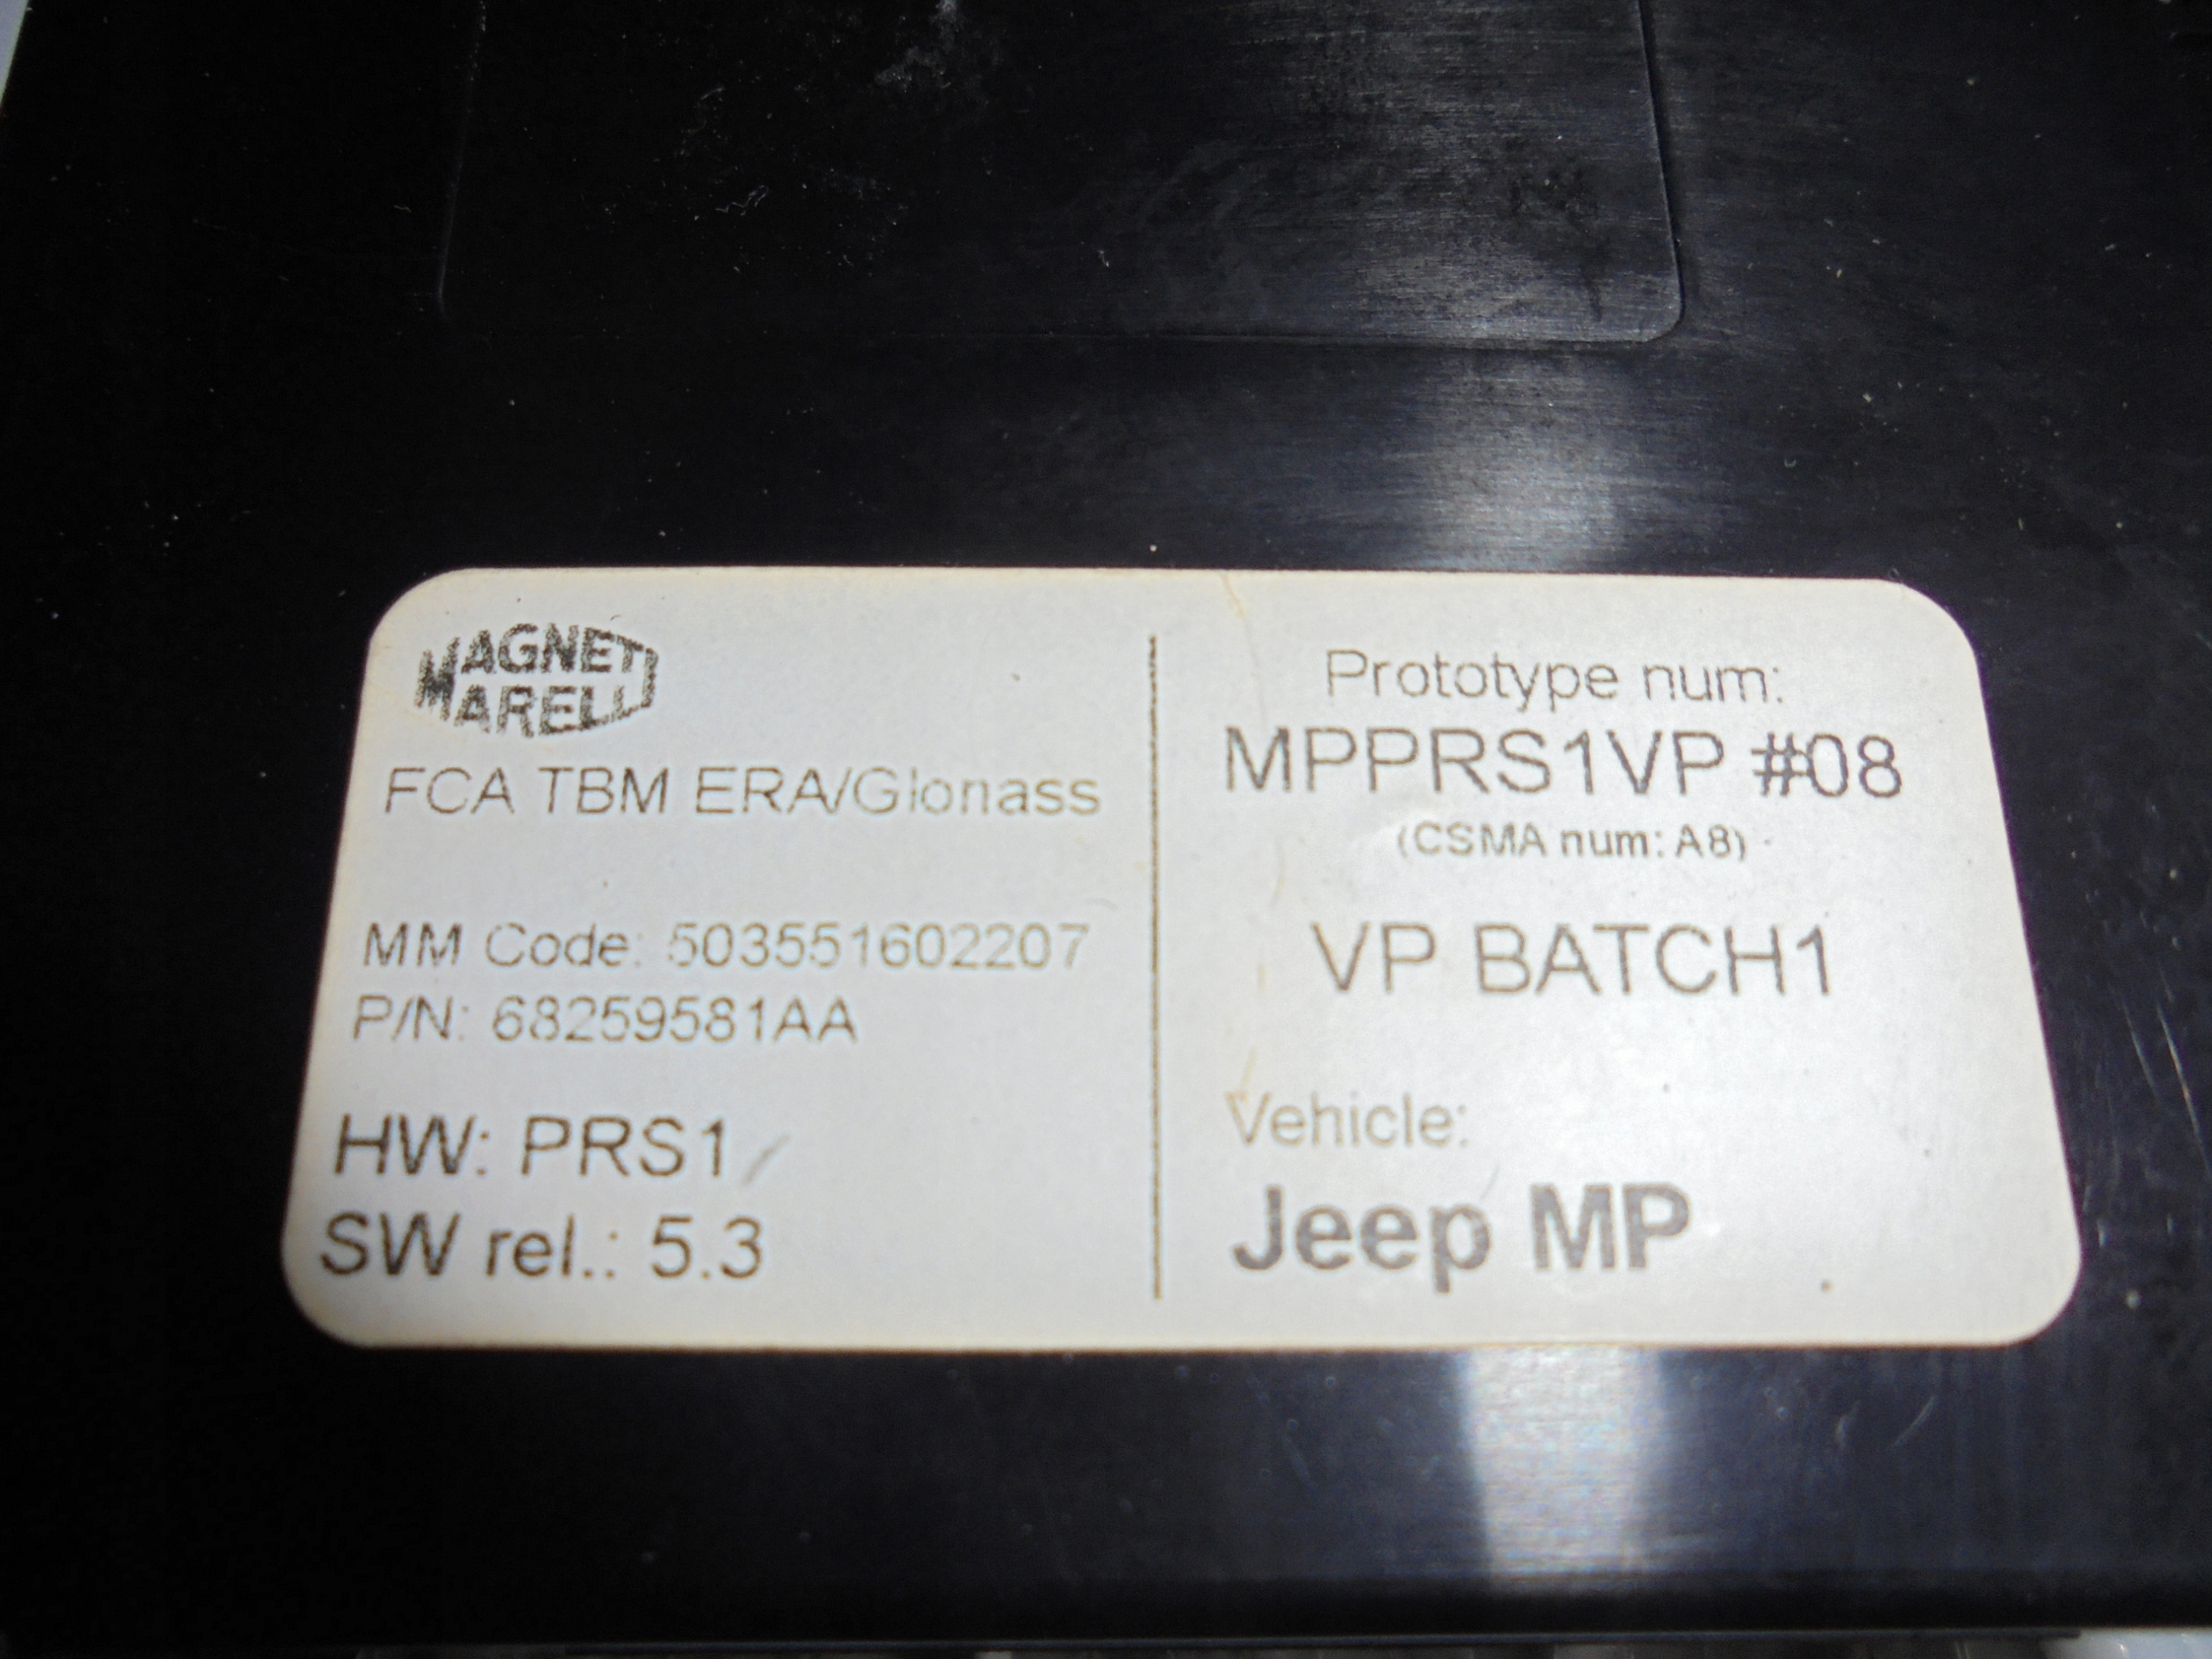 MAGNETI
MARELLI
FCA TBM ERA/Glonass
MM Code: 503551602207
P/N: 68259581AA
HW: PRS1
SW rel.: 5.3
Prototype num:
MPPRS1VP #08
(CSMA num: A8)
VP BATCH1
Vehicle:
Jeep MP